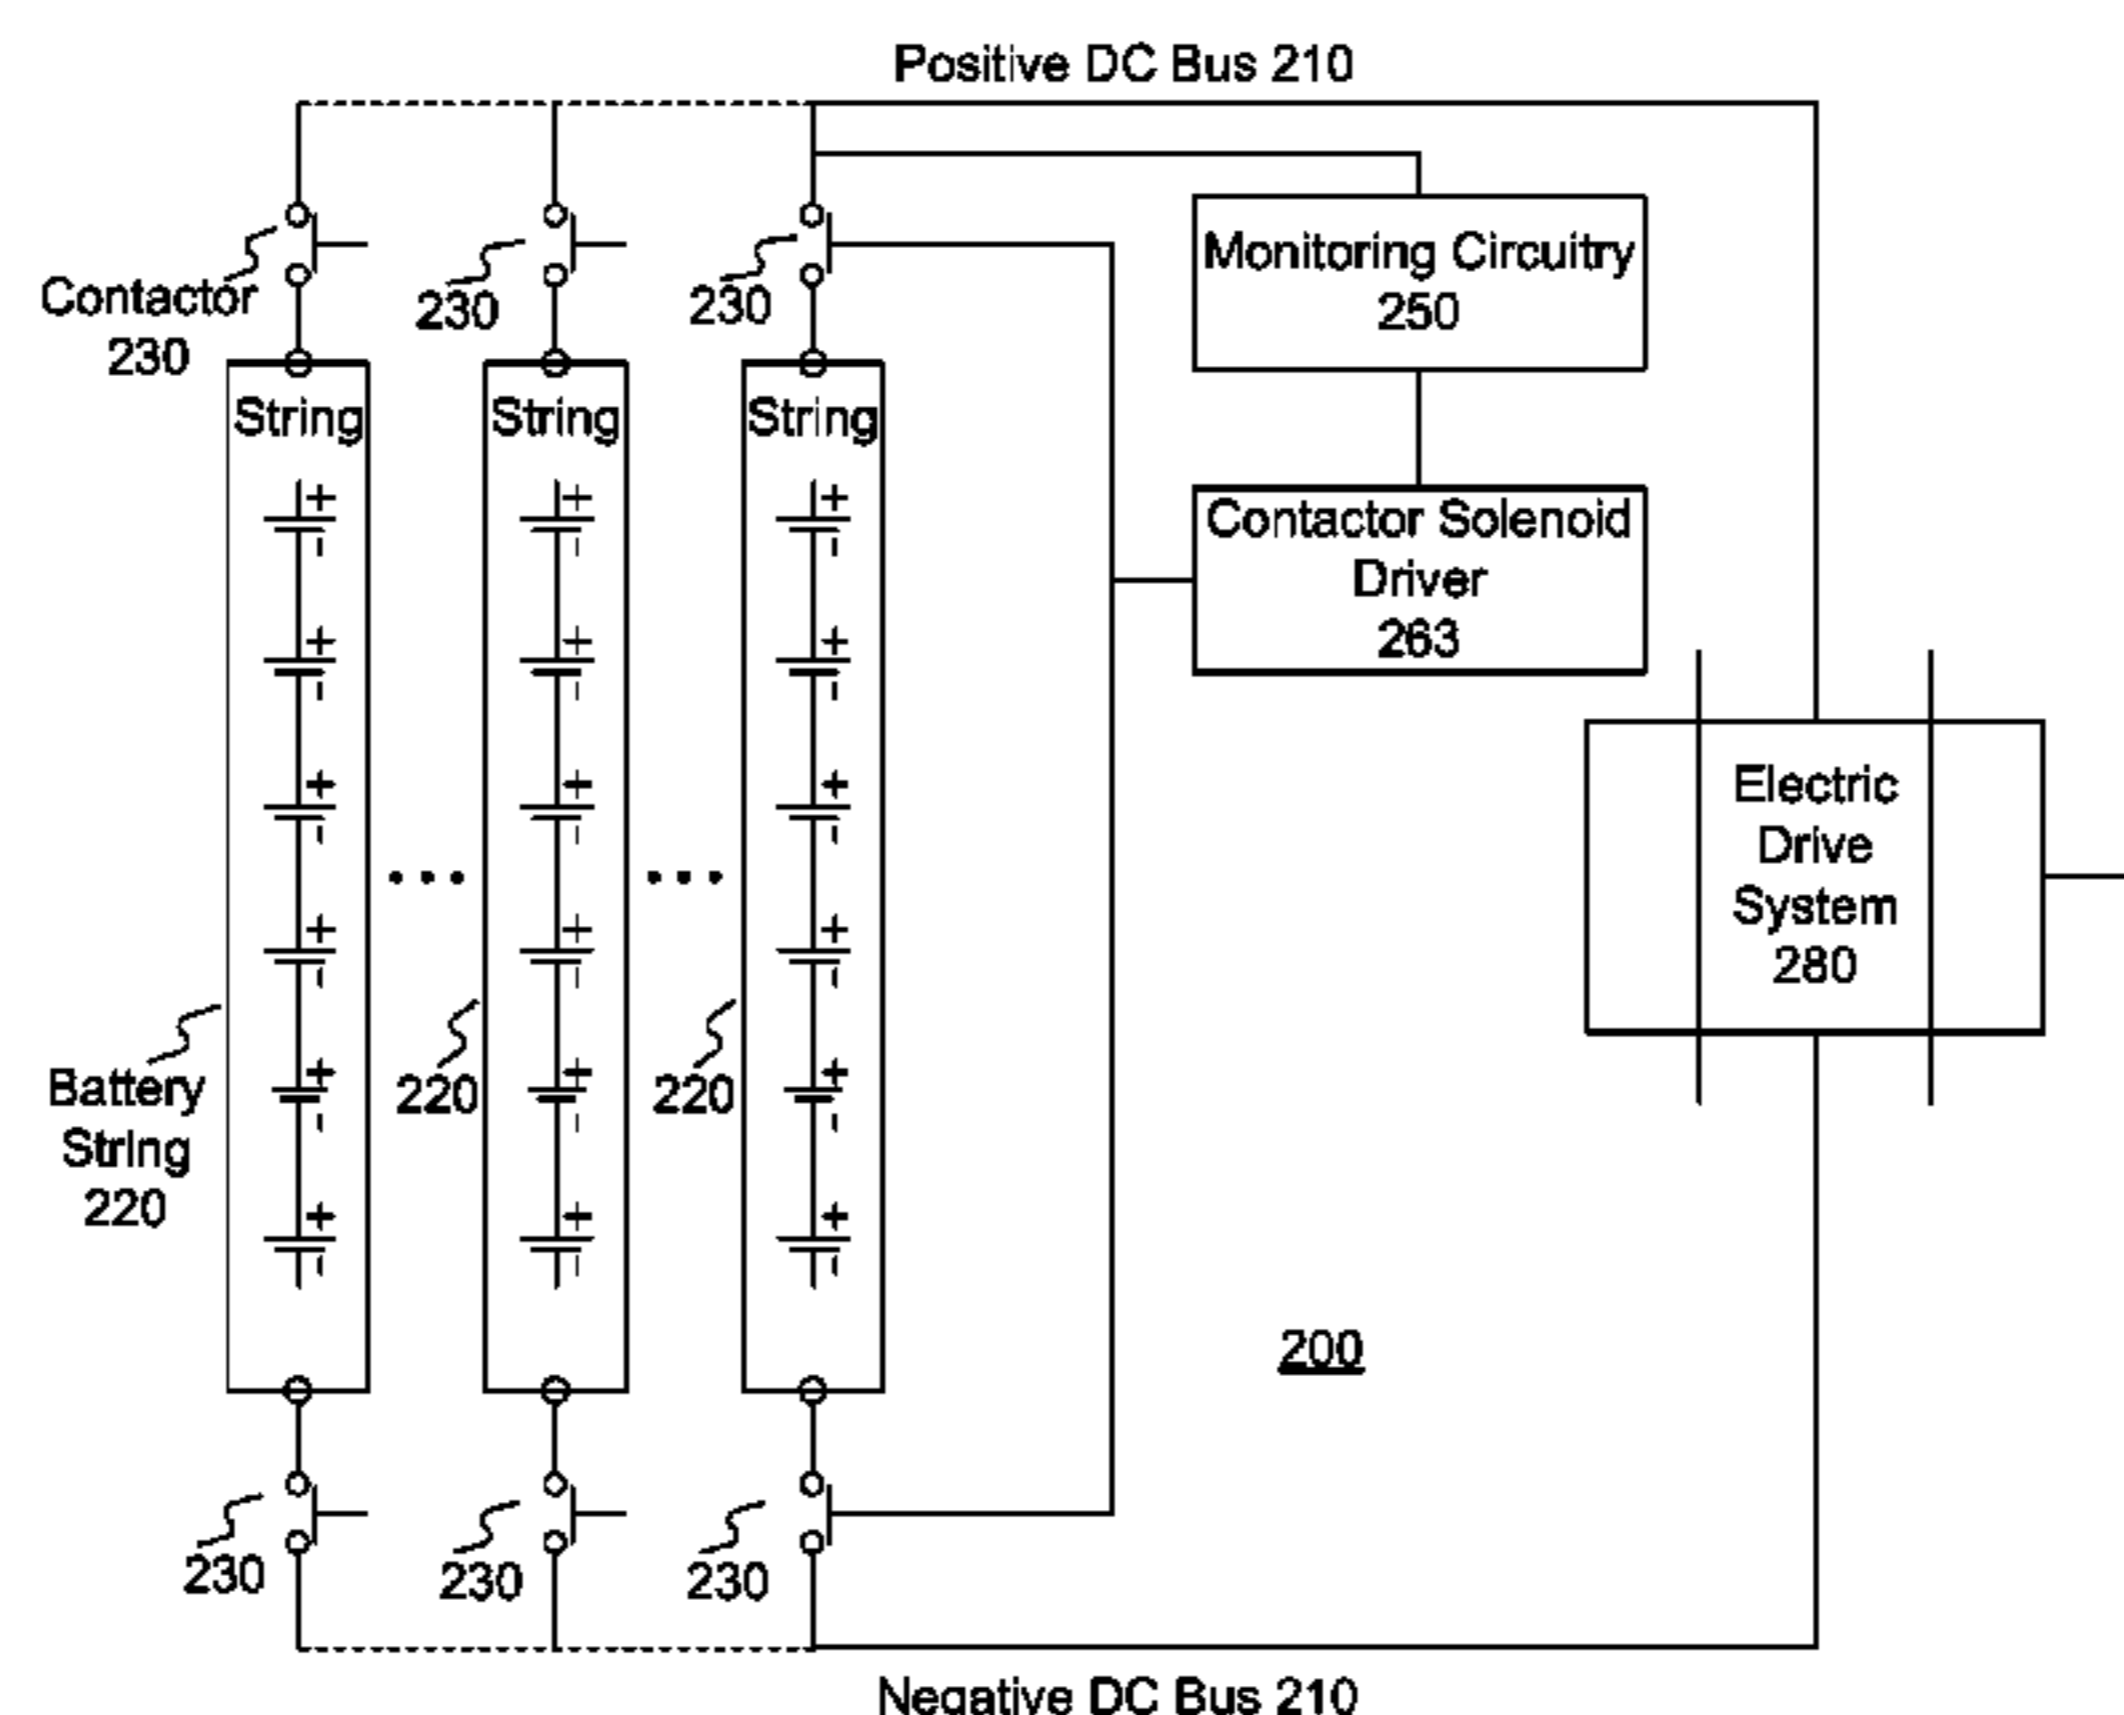 Positive DC Bus 210
Contactor
230
230
230
Monitoring Circuitry
250
String
String
String
Contactor Solenoid
Driver
263
Electric
Drive
System
280
Battery
String
220
220
220
200
230
230
230
Negative DC Bus 210